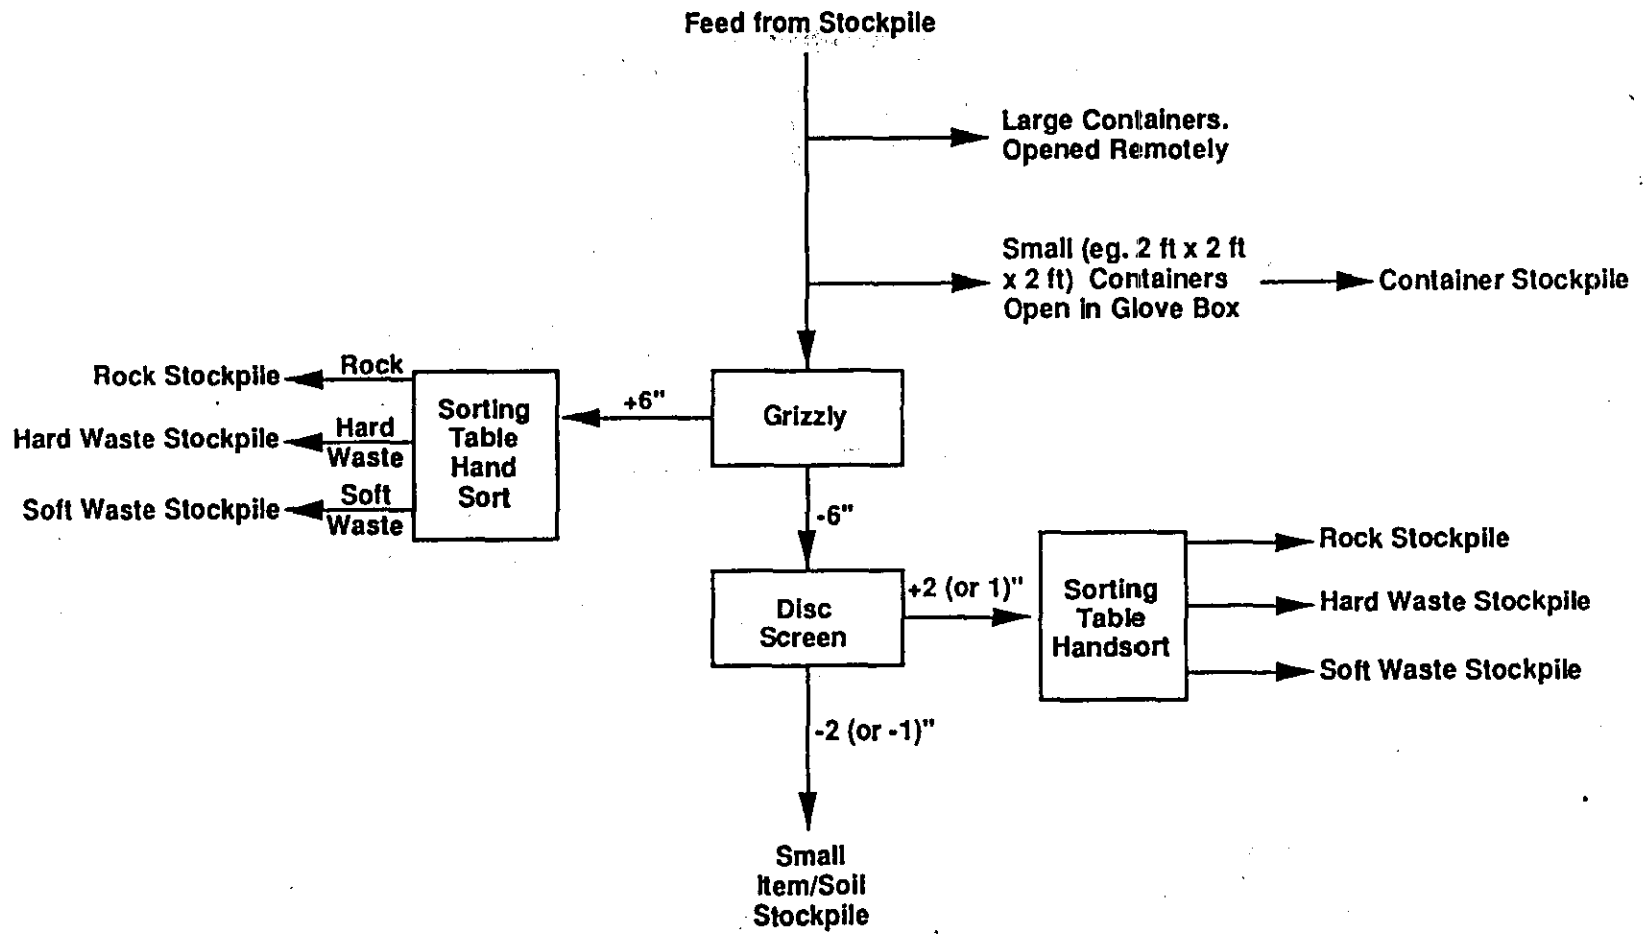 Feed from Stockpile
Large Containers.
Opened Remotely
Small (eg. 2 ft x 2 ft
x 2 ft) Containers
Open in Glove Box
Container Stockpile
Rock Stockpile
Rock
Hard Waste Stockpile
Hard
Waste
Soft Waste Stockpile
Soft
Waste
Sorting
Table
Hand
Sort
+6"
Grizzly
-6"
Disc
Screen
+2 (or 1)"
Sorting
Table
Handsort
Rock Stockpile
Hard Waste Stockpile
Soft Waste Stockpile
-2 (or -1)"
Small
Item/Soil
Stockpile